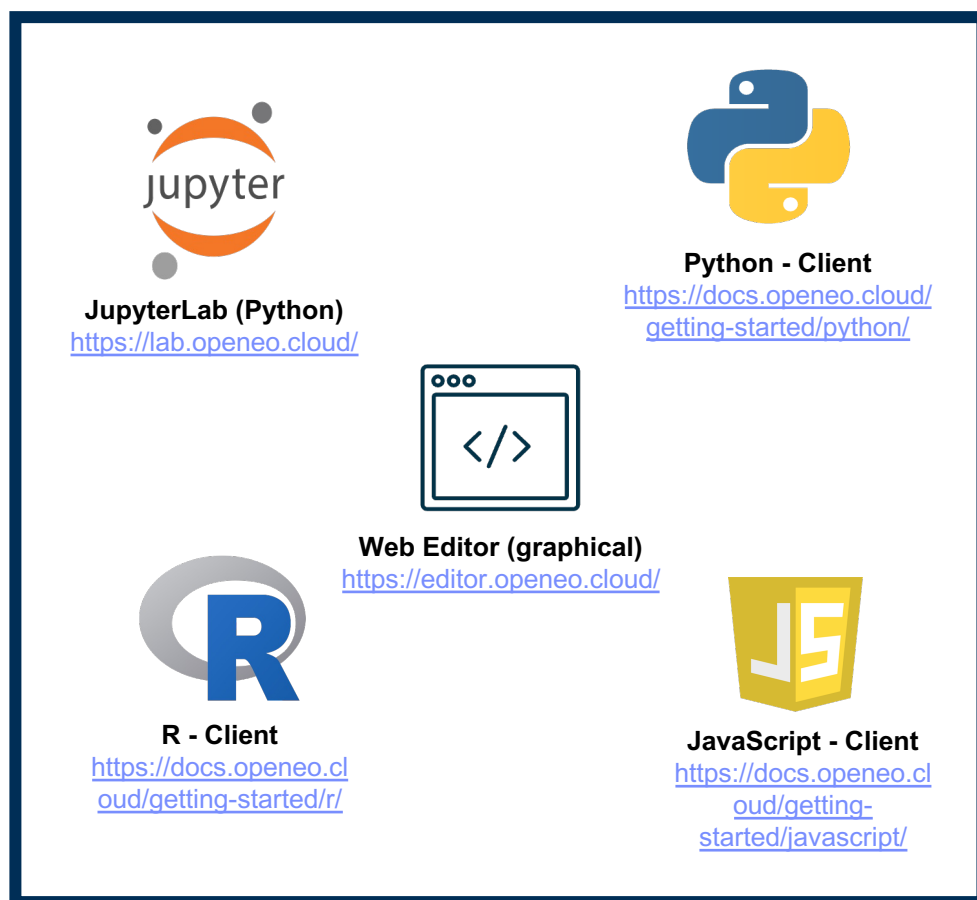 jupyter
JupyterLab (Python)
https://lab.openeo.cloud/
Python - Client
https://docs.openeo.cloud/
getting-started/python/
</>
Web Editor (graphical)
https://editor.openeo.cloud/
R
R - Client
https://docs.openeo.cl
oud/getting-started/r/
JS
JavaScript - Client
https://docs.openeo.cl
oud/getting-
started/javascript/